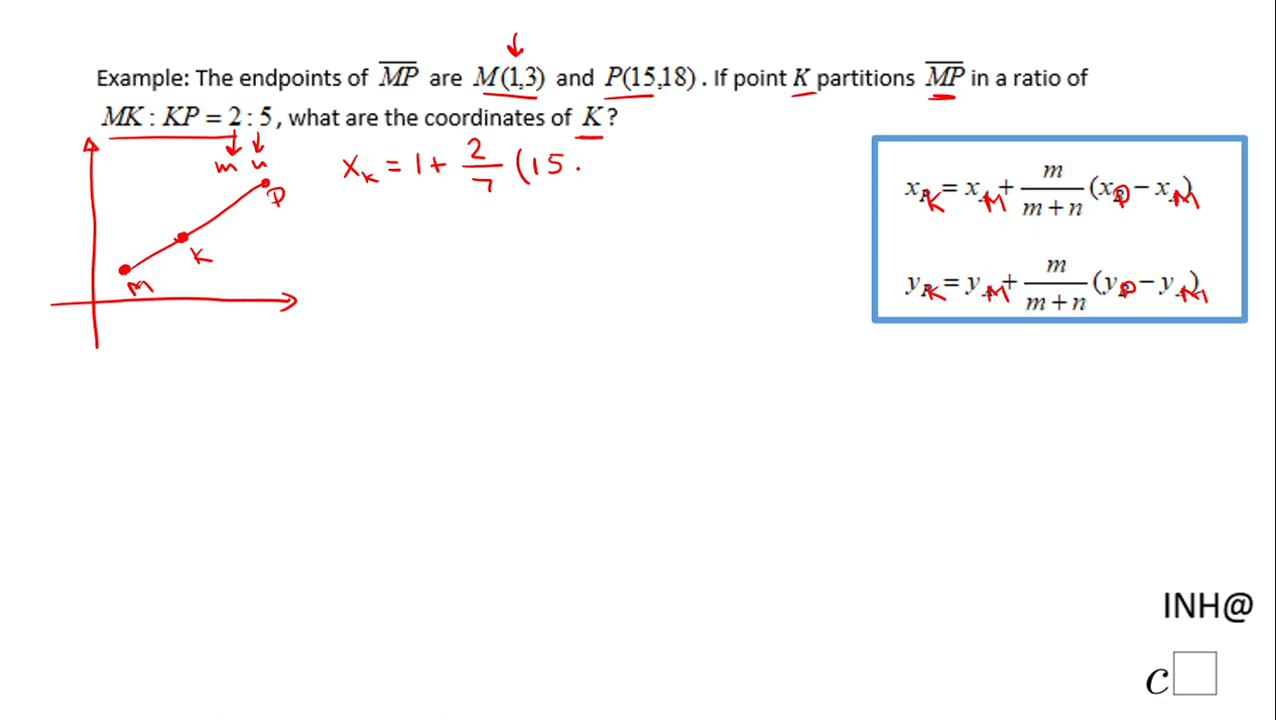 Example: The endpoints of MP are M(1,3) and P(15,18). If point K partitions MP in a ratio of
MK : KP = 2 : 5, what are the coordinates of K?
m n
x_K = 1 + 2/7 (15 -
P
K
M
x_K = x_M + m/(m + n) (x_P − x_M)
y_K = y_M + m/(m + n) (y_P − y_M)
INH@
c